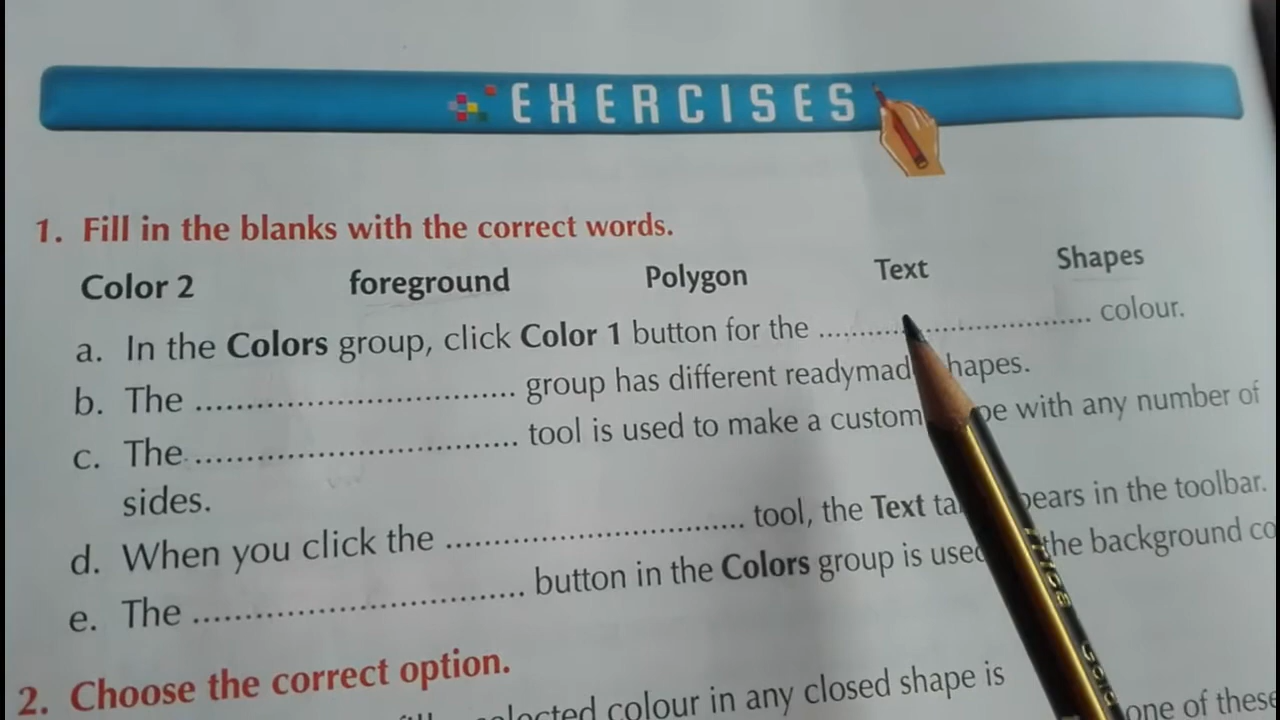 EXERCISES
1. Fill in the blanks with the correct words.
Color 2 foreground Polygon Text Shapes
a. In the Colors group, click Color 1 button for the .................................... colour.
b. The .......................................... group has different readymad hapes.
c. The .......................................... tool is used to make a custom pe with any number of
sides.
d. When you click the ....................................... tool, the Text ta pears in the toolbar.
e. The ........................................... button in the Colors group is used the background co
2. Choose the correct option.
colour in any closed shape is
one of these